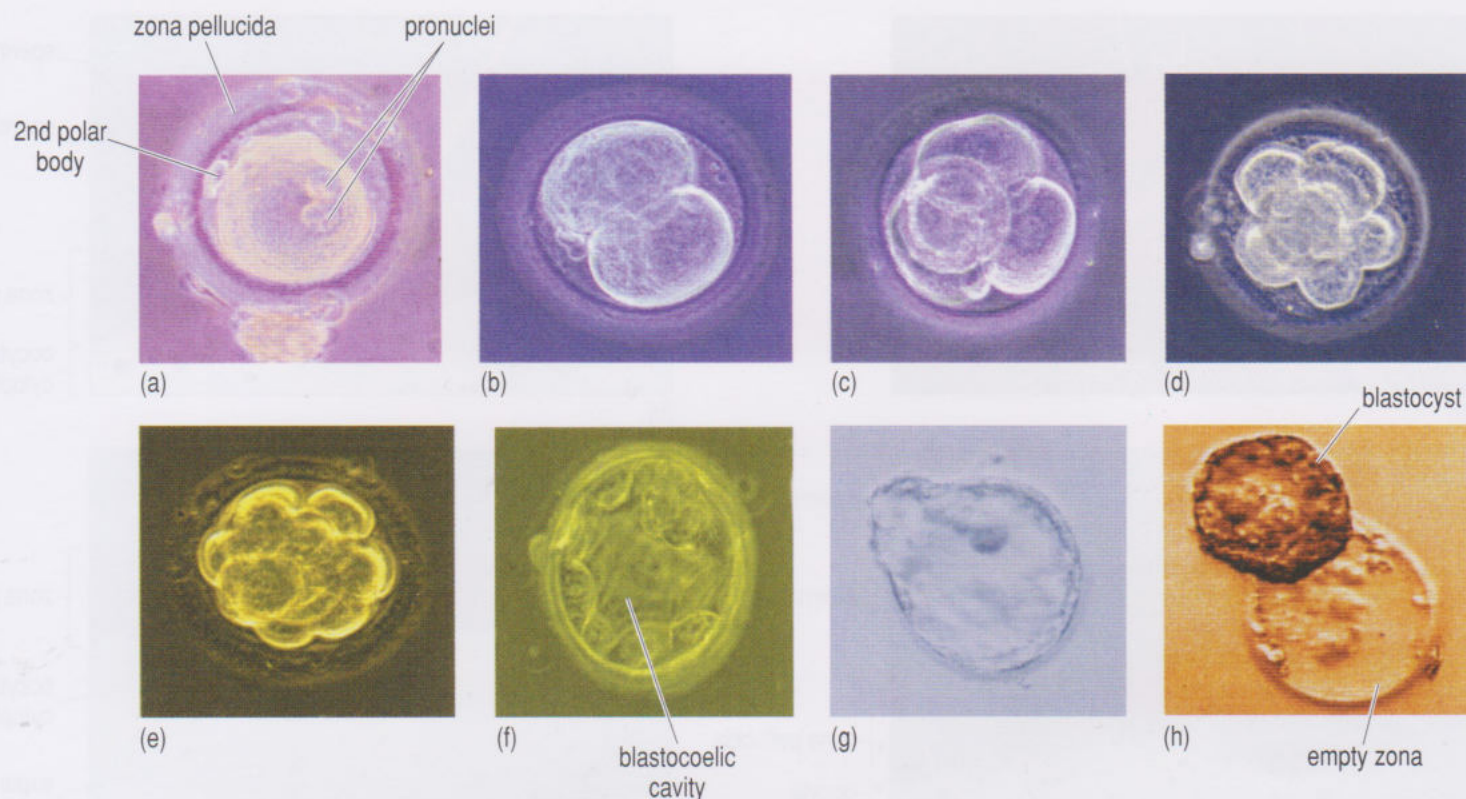 zona pellucida
pronuclei
2nd polar
body
(a)
(b)
(c)
(d)
blastocyst
(e)
(f)
(g)
(h)
blastocoelic
cavity
empty zona